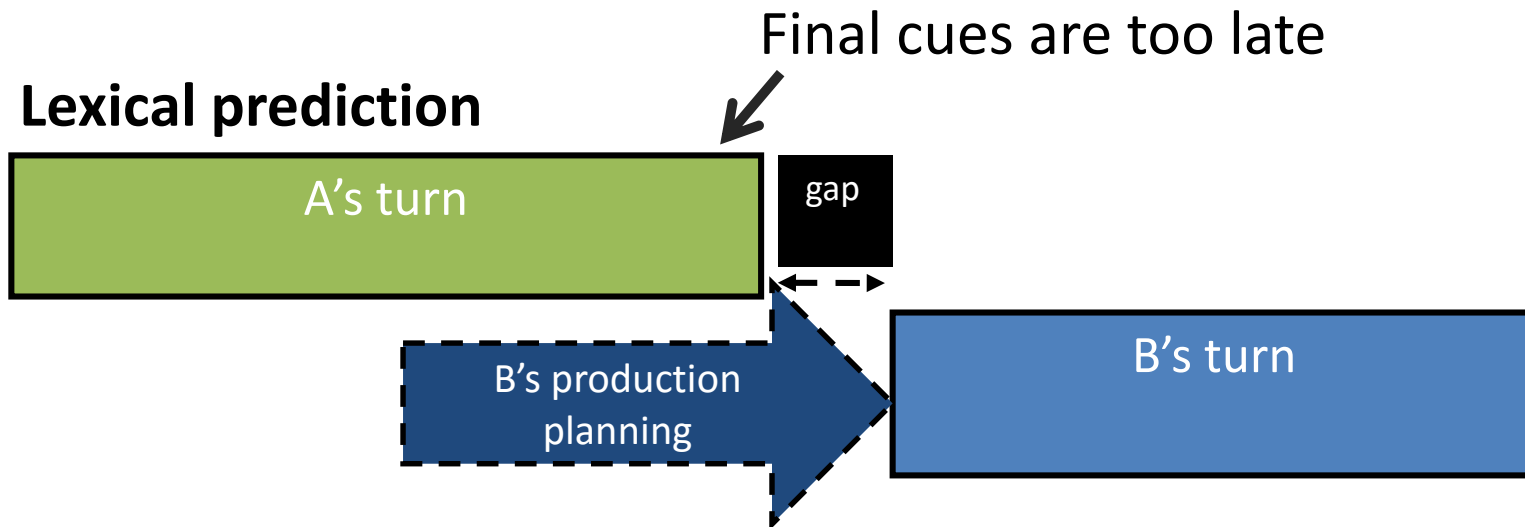 Final cues are too late
Lexical prediction
A’s turn
gap
B’s turn
B’s production
planning